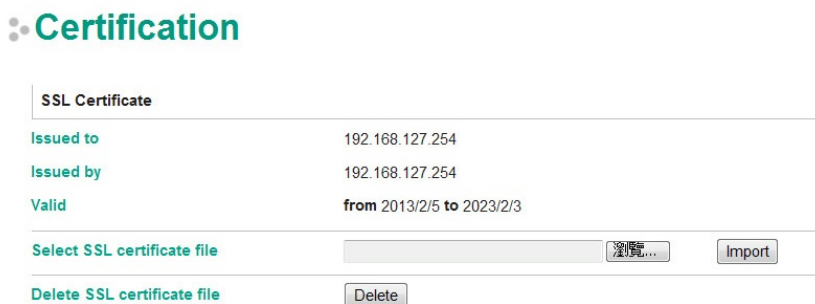 Certification
SSL Certificate
Issued to 192.168.127.254
Issued by 192.168.127.254
Valid from 2013/2/5 to 2023/2/3
Select SSL certificate file 瀏覽... Import
Delete SSL certificate file Delete